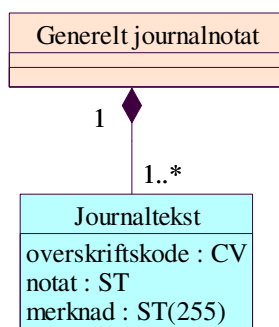 Generelt journalnotat
1
1..*
Journaltekst
overskriftskode : CV
notat : ST
merknad : ST(255)